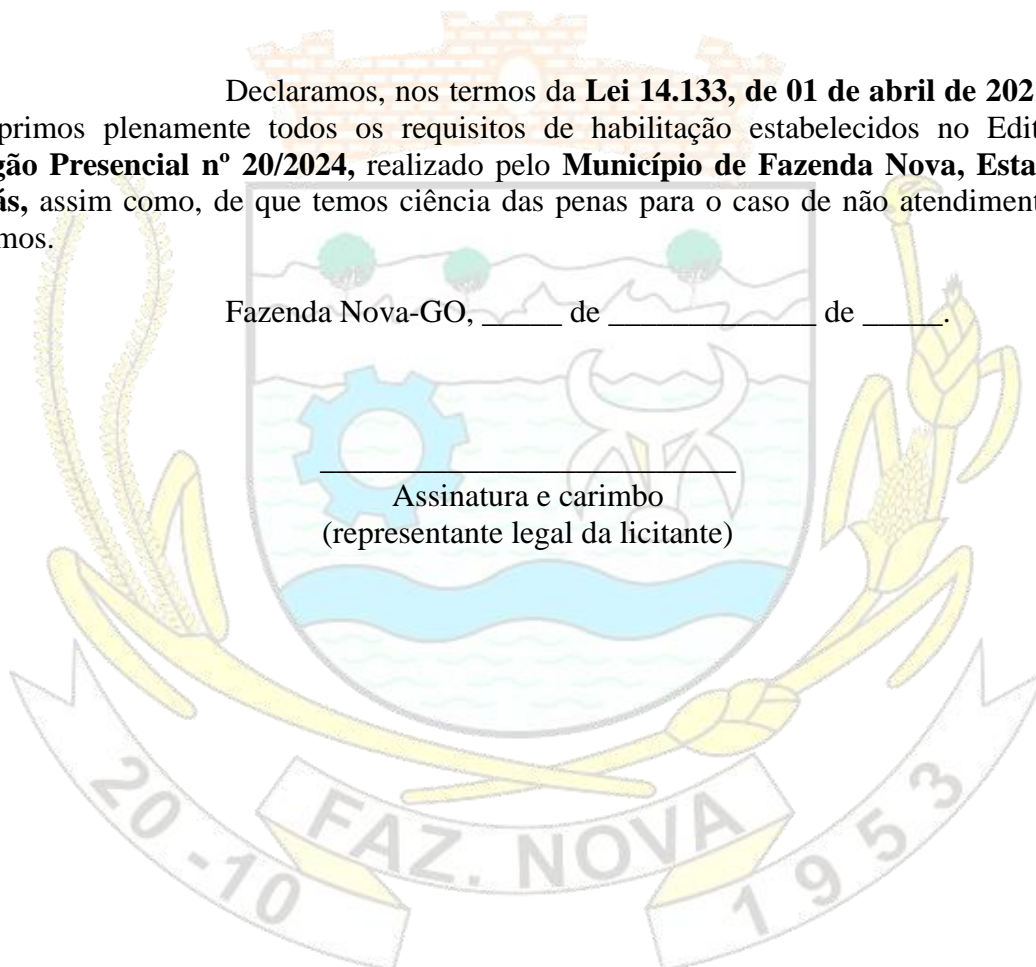 Declaramos, nos termos da Lei 14.133, de 01 de abril de 202
primos plenamente todos os requisitos de habilitação estabelecidos no Edit
gão Presencial nº 20/2024, realizado pelo Município de Fazenda Nova, Esta
ás, assim como, de que temos ciência das penas para o caso de não atendiment
mos.
Fazenda Nova-GO, _____ de _____________ de _____.
__________________________
Assinatura e carimbo
(representante legal da licitante)
20-10 FAZ. NOVA 1953